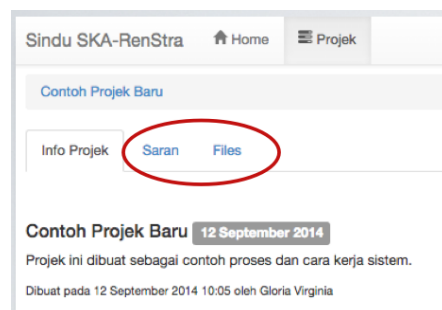 Sindu SKA-RenStra Home Projek
Contoh Projek Baru
Info Projek Saran Files
Contoh Projek Baru 12 September 2014
Projek ini dibuat sebagai contoh proses dan cara kerja sistem.
Dibuat pada 12 September 2014 10:05 oleh Gloria Virginia